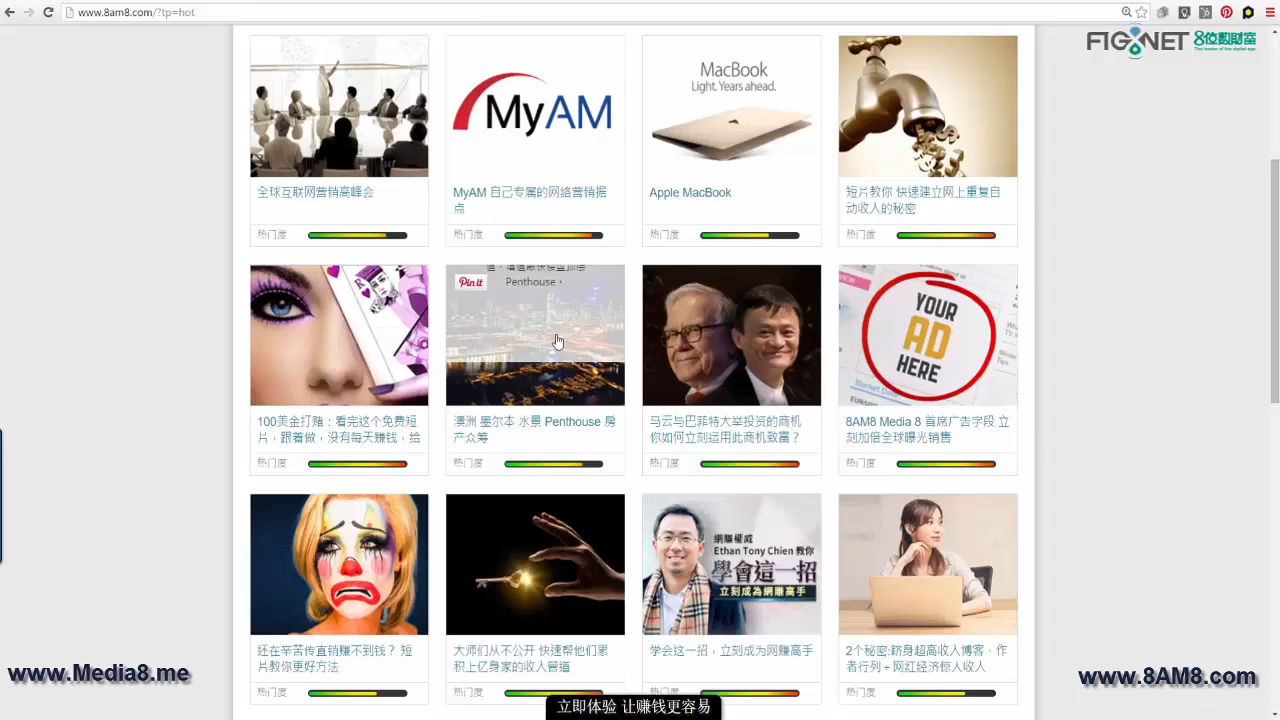 www.8am8.com/?tp=hot
FIGNET 8位數財富
The leader of the digital age
MyAM
MacBook
Light. Years ahead.
全球互联网营销高峰会
MyAM 自己专属的网络营销据
点
Apple MacBook
短片教你 快速建立网上重复自
动收入的秘密
热门度
热门度
热门度
热门度
Pin it
Penthouse。
YOUR
AD
HERE
100美金打赌：看完这个免费短
片，跟着做，没有每天赚钱，给
澳洲 墨尔本 水景 Penthouse 房
产众筹
马云与巴菲特大举投资的商机
你如何立刻运用此商机致富？
8AM8 Media 8 首席广告字段 立
刻加倍全球曝光销售
热门度
热门度
热门度
热门度
網賺權威
Ethan Tony Chien 教你
學會這一招
立刻成為網賺高手
还在辛苦传直销赚不到钱？ 短
片教你更好方法
大师们从不公开 快速帮他们累
积上亿身家的收入管道
学会这一招，立刻成为网赚高手
2个秘密:跻身超高收入博客、作
者行列＋网红经济惊人收入
热门度
热门度
热门度
热门度
www.Media8.me
www.8AM8.com
立即体验 让赚钱更容易